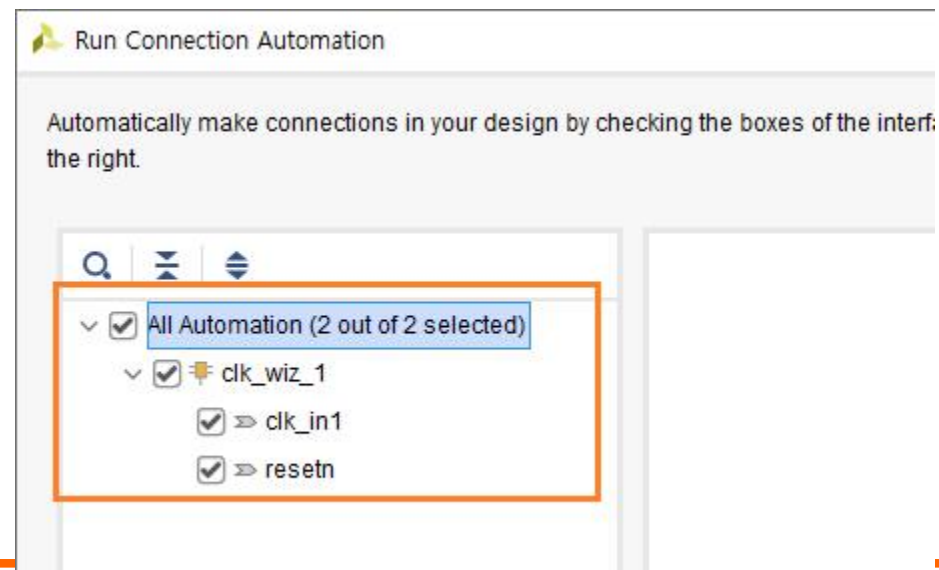 Run Connection Automation
Automatically make connections in your design by checking the boxes of the
the right.
All Automation (2 out of 2 selected)
clk_wiz_1
clk_in1
resetn